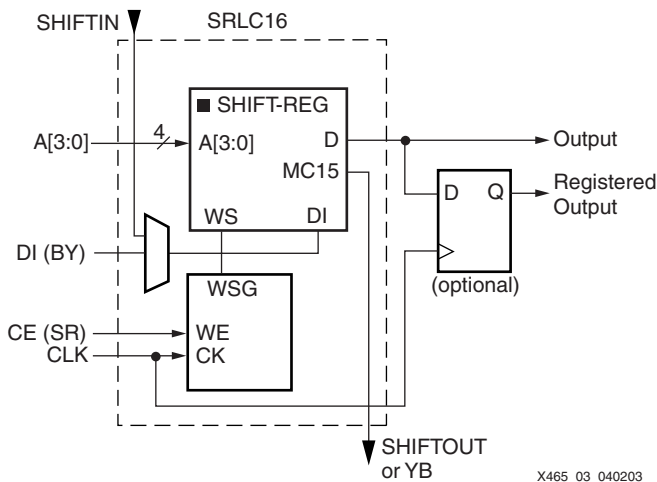 SHIFTIN
SRLC16
SHIFT-REG
A[3:0]
4
A[3:0]
D
Output
MC15
D
Q
Registered
Output
WS
DI
DI (BY)
WSG
(optional)
CE (SR)
WE
CLK
CK
SHIFTOUT
or YB
X465_03_040203